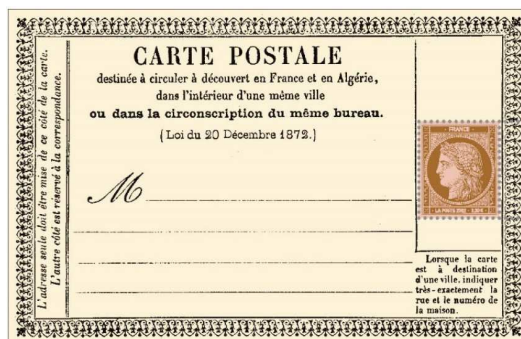 CARTE POSTALE
destinée à circuler à découvert en France et en Algérie,
dans l'intérieur d'une même ville
ou dans la circonscription du même bureau.
(Loi du 20 Décembre 1872.)
M
L'adresse seule doit être mise de ce côté de la carte.
L'autre côté est réservé à la correspondance.
FRANCE
LA POSTE 2022
Lorsque la carte
est à destination
d'une ville, indiquer
très-exactement la
rue et le numéro de
la maison.